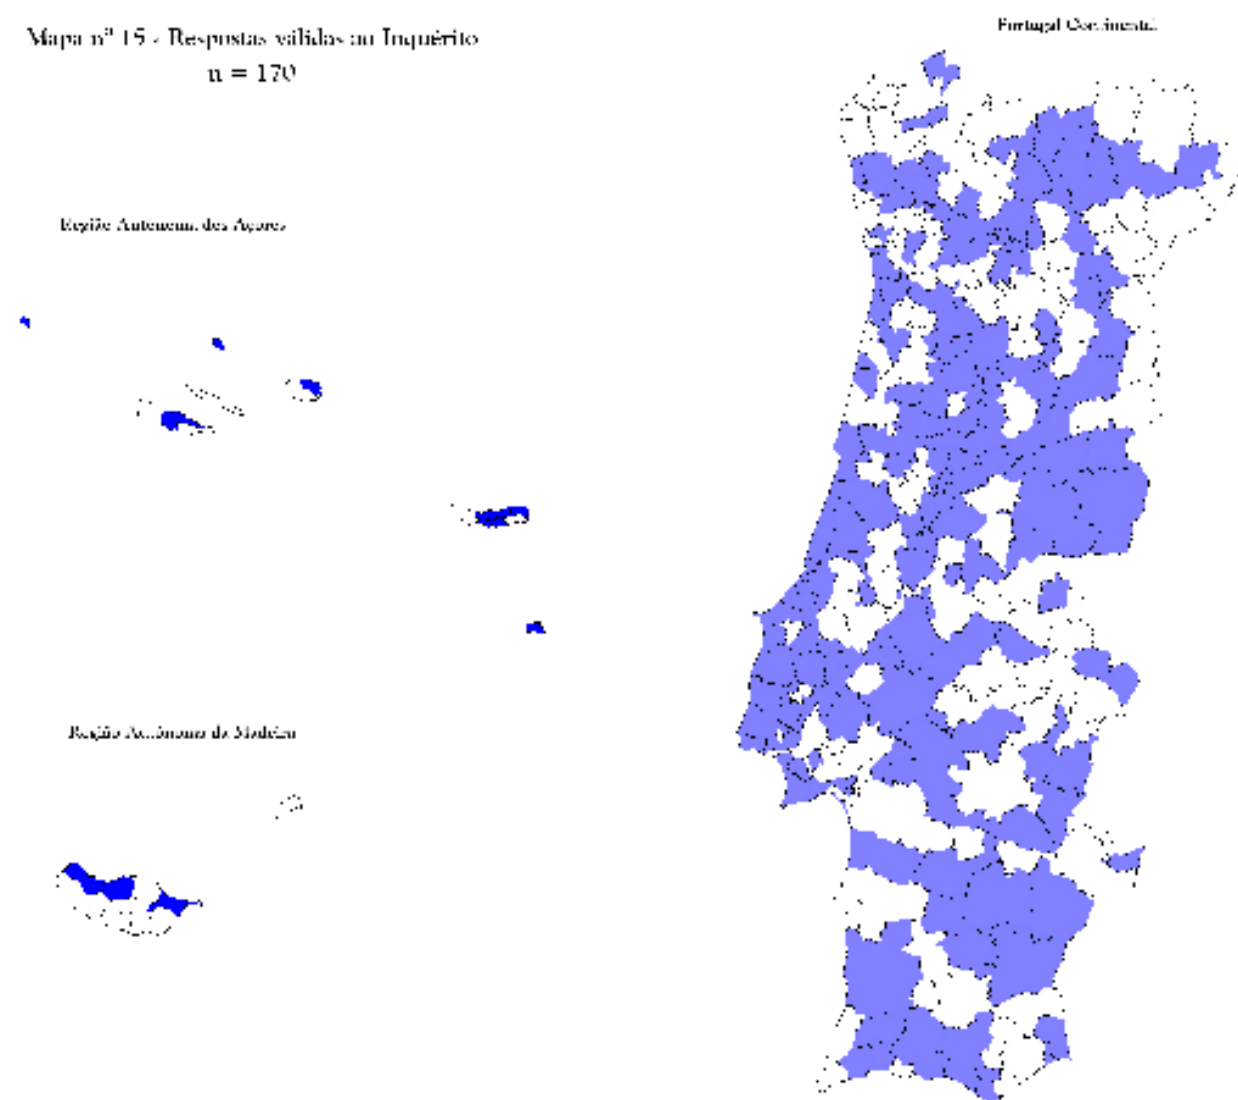 Mapa nº 15 - Respostas válidas ao Inquérito
n = 170
Portugal Continental
Região Autónoma dos Açores
Região Autónoma da Madeira